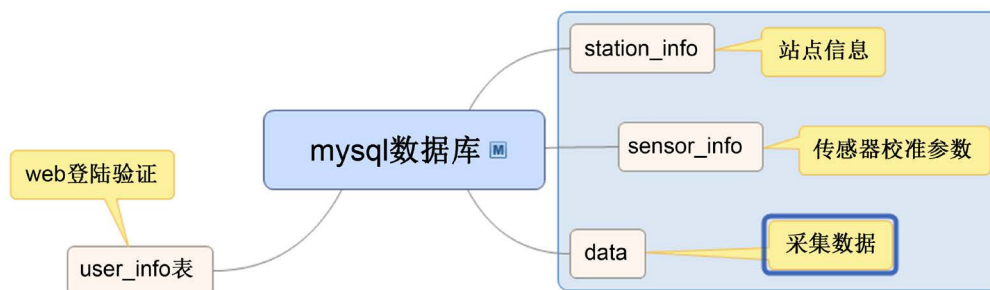 station_info
站点信息
mysql数据库
M
sensor_info
传感器校准参数
web登陆验证
data
采集数据
user_info表